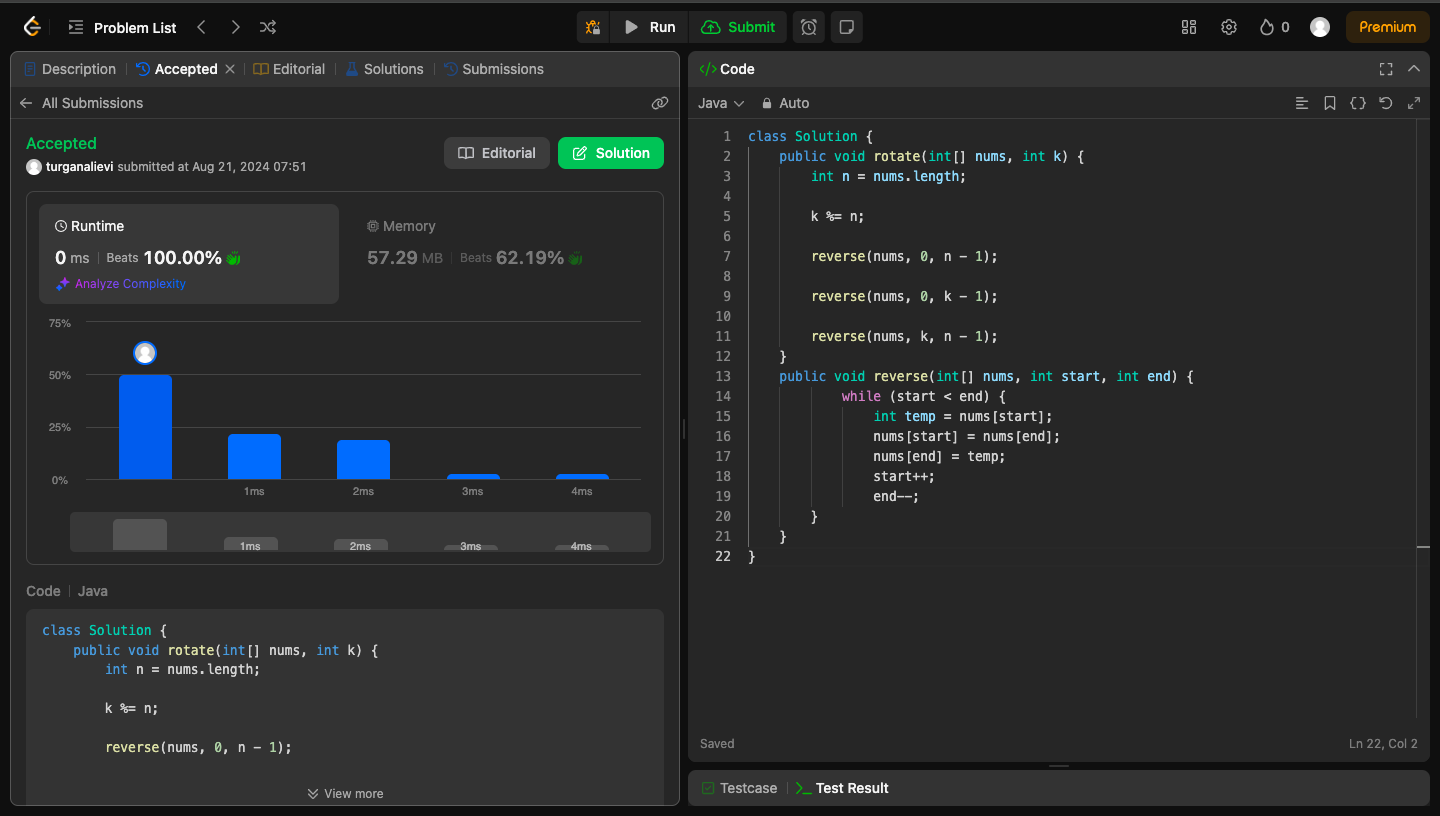 Problem List
Run
Submit
0
Premium
Description
Accepted
Editorial
Solutions
Submissions
All Submissions
Accepted
turganalievi submitted at Aug 21, 2024 07:51
Editorial
Solution
Runtime
0 ms | Beats 100.00%
Analyze Complexity
Memory
57.29 MB | Beats 62.19%
75%
50%
25%
0%
1ms 2ms 3ms 4ms
1ms 2ms 3ms 4ms
Code | Java
class Solution {
    public void rotate(int[] nums, int k) {
        int n = nums.length;
        k %= n;
        reverse(nums, 0, n - 1);
View more
</> Code
Java
Auto
1 class Solution {
2     public void rotate(int[] nums, int k) {
3         int n = nums.length;
4
5         k %= n;
6
7         reverse(nums, 0, n - 1);
8
9         reverse(nums, 0, k - 1);
10
11         reverse(nums, k, n - 1);
12     }
13     public void reverse(int[] nums, int start, int end) {
14             while (start < end) {
15                 int temp = nums[start];
16                 nums[start] = nums[end];
17                 nums[end] = temp;
18                 start++;
19                 end--;
20         }
21     }
22 }
Saved
Ln 22, Col 2
Testcase
Test Result